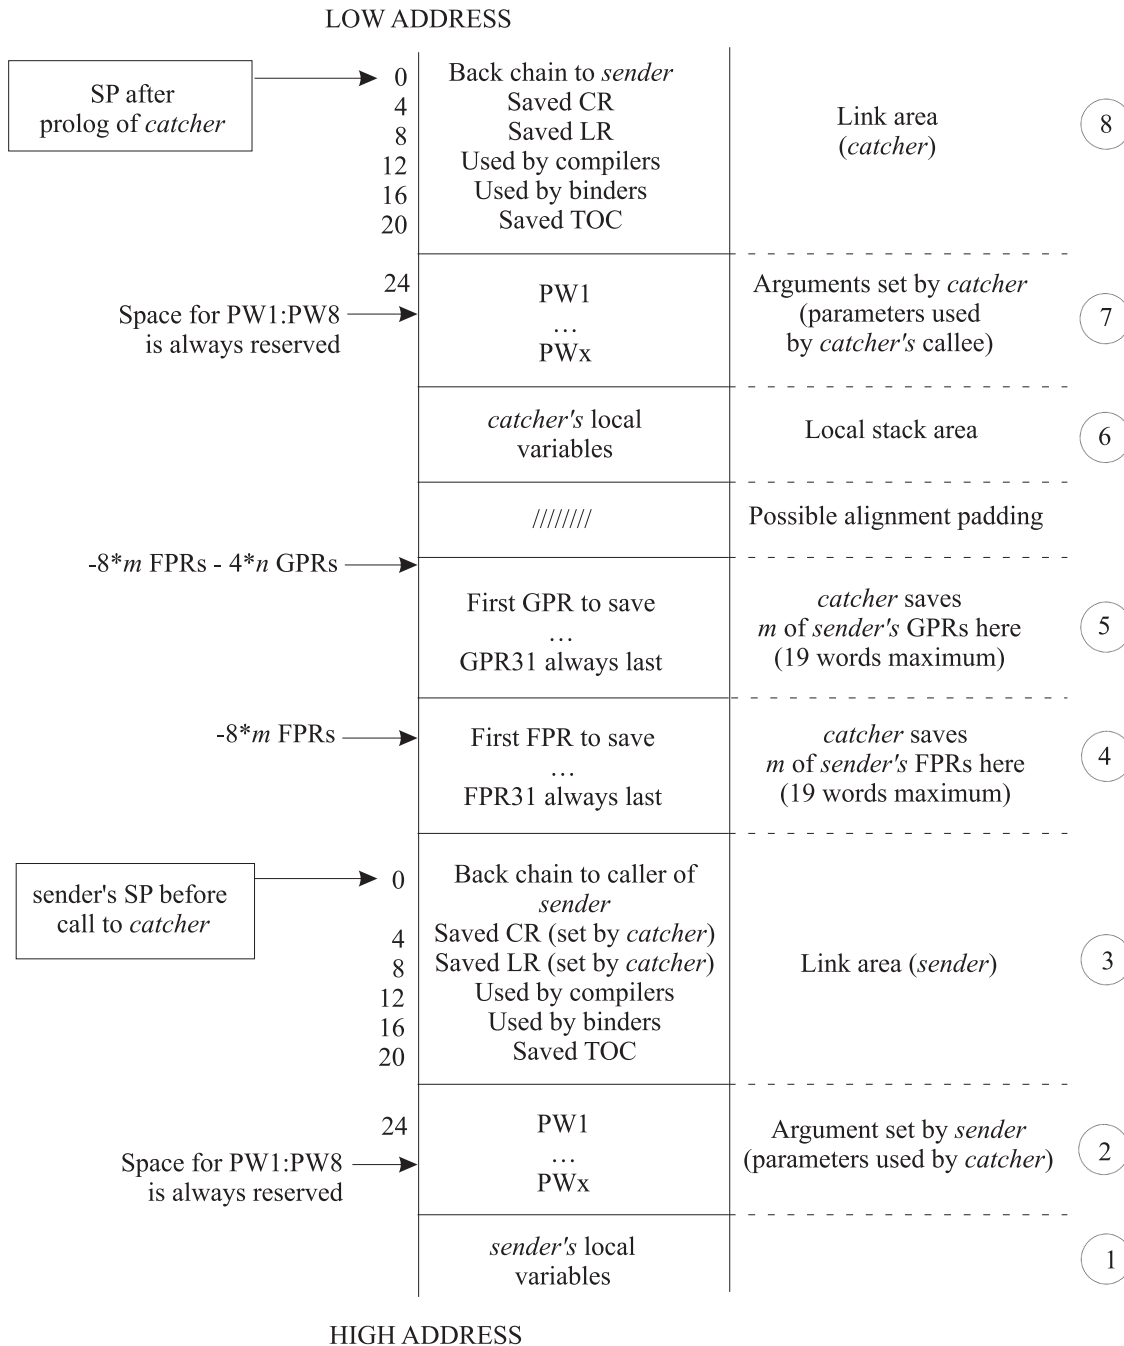 LOW ADDRESS
SP after
prolog of catcher
0
4
8
12
16
20
Back chain to sender
Saved CR
Saved LR
Used by compilers
Used by binders
Saved TOC
Link area
(catcher)
8
24
Space for PW1:PW8
is always reserved
PW1
...
PWx
Arguments set by catcher
(parameters used
by catcher's callee)
7
catcher's local
variables
Local stack area
6
////////
Possible alignment padding
-8*m FPRs - 4*n GPRs
First GPR to save
...
GPR31 always last
catcher saves
m of sender's GPRs here
(19 words maximum)
5
-8*m FPRs
First FPR to save
...
FPR31 always last
catcher saves
m of sender's FPRs here
(19 words maximum)
4
sender's SP before
call to catcher
0
4
8
12
16
20
Back chain to caller of
sender
Saved CR (set by catcher)
Saved LR (set by catcher)
Used by compilers
Used by binders
Saved TOC
Link area (sender)
3
24
Space for PW1:PW8
is always reserved
PW1
...
PWx
Argument set by sender
(parameters used by catcher)
2
sender's local
variables
1
HIGH ADDRESS